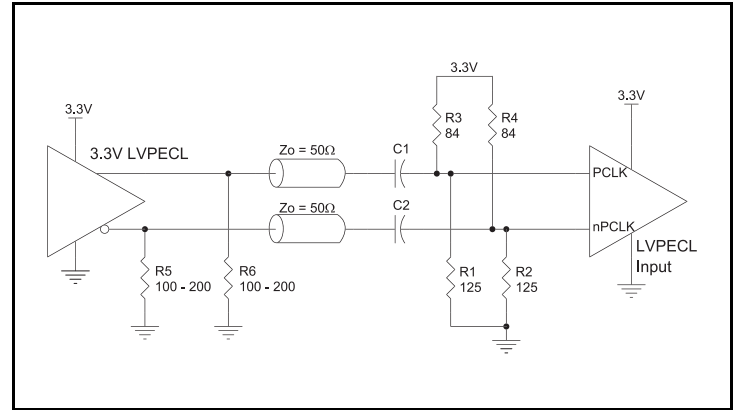 3.3V
3.3V
3.3V
R3
84
R4
84
3.3V LVPECL
Zo = 50Ω
C1
PCLK
Zo = 50Ω
C2
nPCLK
LVPECL
Input
R5
100 - 200
R6
100 - 200
R1
125
R2
125